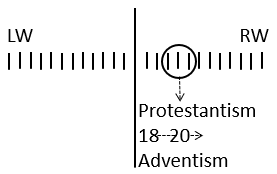 LW RW
Protestantism
18---->20-->
Adventism